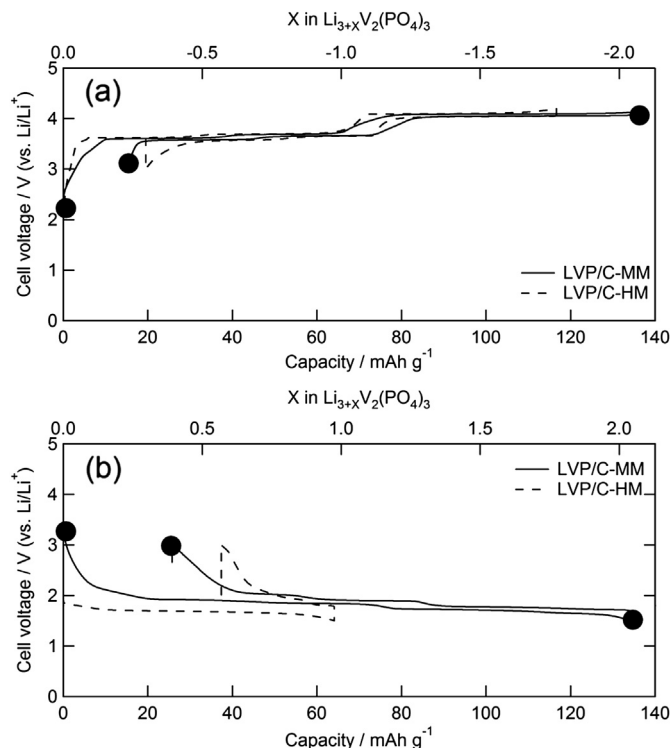 X in Li₃₊ₓV₂(PO₄)₃
0.0 -0.5 -1.0 -1.5 -2.0
(a)
5
4
3
2
1
0
Cell voltage / V (vs. Li/Li⁺)
LVP/C-MM
LVP/C-HM
0 20 40 60 80 100 120 140
Capacity / mAh g⁻¹
X in Li₃₊ₓV₂(PO₄)₃
0.0 0.5 1.0 1.5 2.0
(b)
5
4
3
2
1
0
Cell voltage / V (vs. Li/Li⁺)
LVP/C-MM
LVP/C-HM
0 20 40 60 80 100 120 140
Capacity / mAh g⁻¹